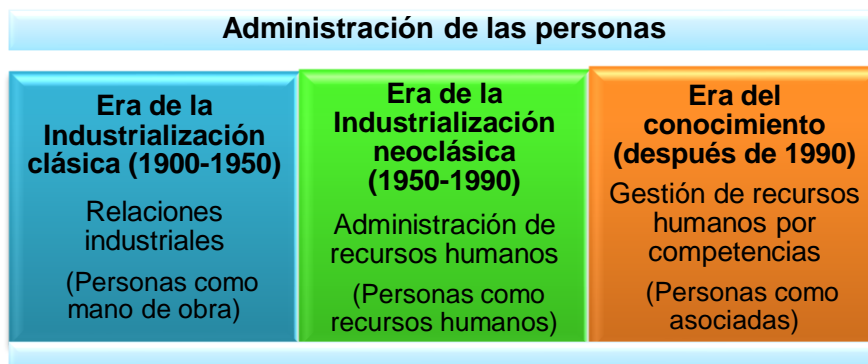 Administración de las personas
Era de la
Industrialización
clásica (1900-1950)
Relaciones
industriales
(Personas como
mano de obra)
Era de la
Industrialización
neoclásica
(1950-1990)
Administración de
recursos humanos
(Personas como
recursos humanos)
Era del
conocimiento
(después de 1990)
Gestión de recursos
humanos por
competencias
(Personas como
asociadas)